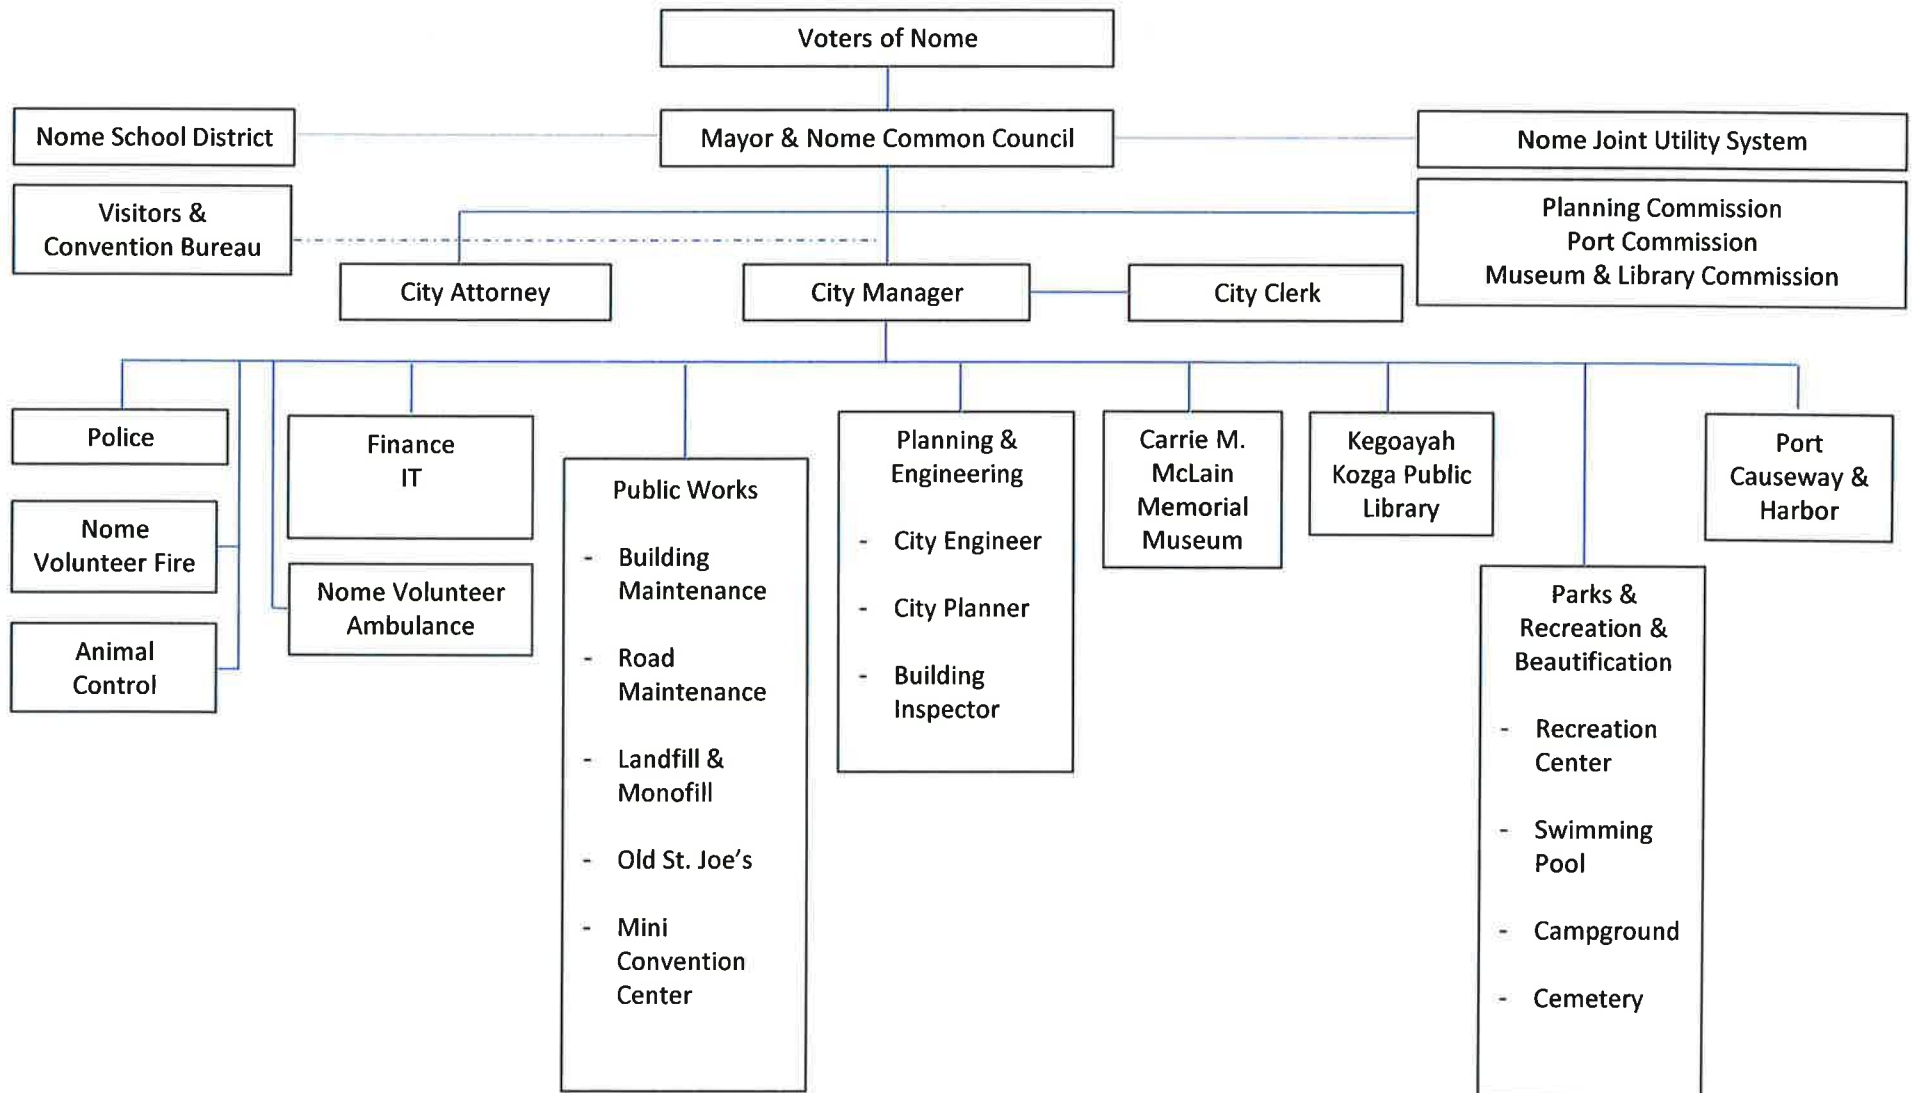 Voters of Nome
Nome School District
Mayor & Nome Common Council
Nome Joint Utility System
Visitors &
Convention Bureau
Planning Commission
Port Commission
Museum & Library Commission
City Attorney
City Manager
City Clerk
Police
Nome
Volunteer Fire
Animal
Control
Finance
IT
Nome Volunteer
Ambulance
Public Works
- Building
Maintenance
- Road
Maintenance
- Landfill &
Monofill
- Old St. Joe's
- Mini
Convention
Center
Planning &
Engineering
- City Engineer
- City Planner
- Building
Inspector
Carrie M.
McLain
Memorial
Museum
Kegoayah
Kozga Public
Library
Parks &
Recreation &
Beautification
- Recreation
Center
- Swimming
Pool
- Campground
- Cemetery
Port
Causeway &
Harbor